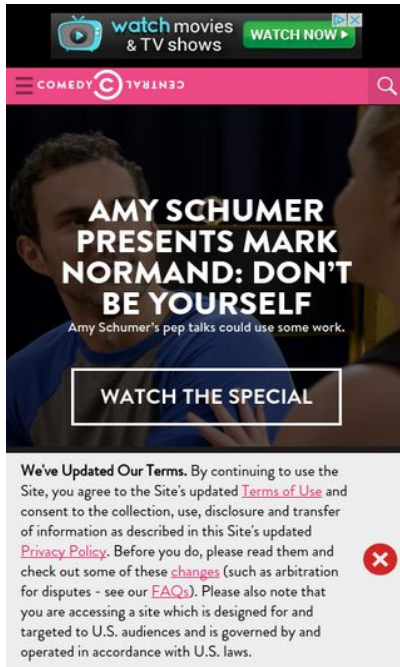 watch movies
& TV shows
WATCH NOW
COMEDY CENTRAL
AMY SCHUMER
PRESENTS MARK
NORMAND: DON'T
BE YOURSELF
Amy Schumer's pep talks could use some work.
WATCH THE SPECIAL
We've Updated Our Terms. By continuing to use the
Site, you agree to the Site's updated Terms of Use and
consent to the collection, use, disclosure and transfer
of information as described in this Site's updated
Privacy Policy. Before you do, please read them and
check out some of these changes (such as arbitration
for disputes - see our FAQs). Please also note that
you are accessing a site which is designed for and
targeted to U.S. audiences and is governed by and
operated in accordance with U.S. laws.